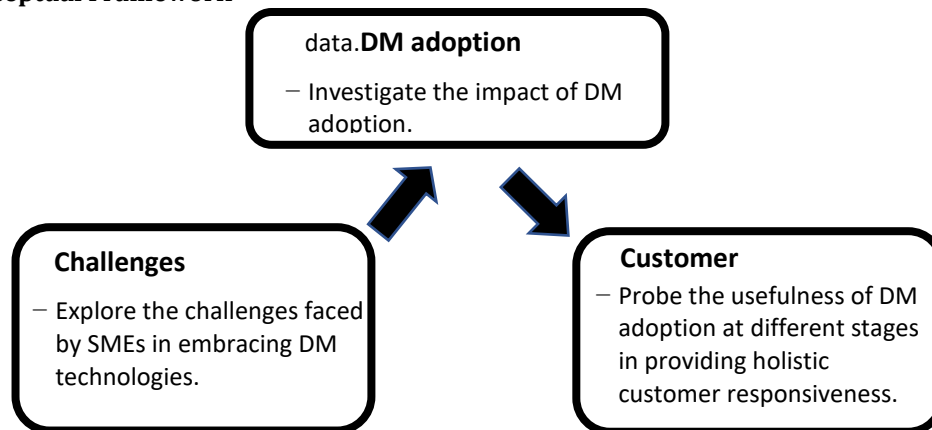 data.DM adoption
– Investigate the impact of DM
adoption.
Challenges
– Explore the challenges faced
by SMEs in embracing DM
technologies.
Customer
– Probe the usefulness of DM
adoption at different stages
in providing holistic
customer responsiveness.